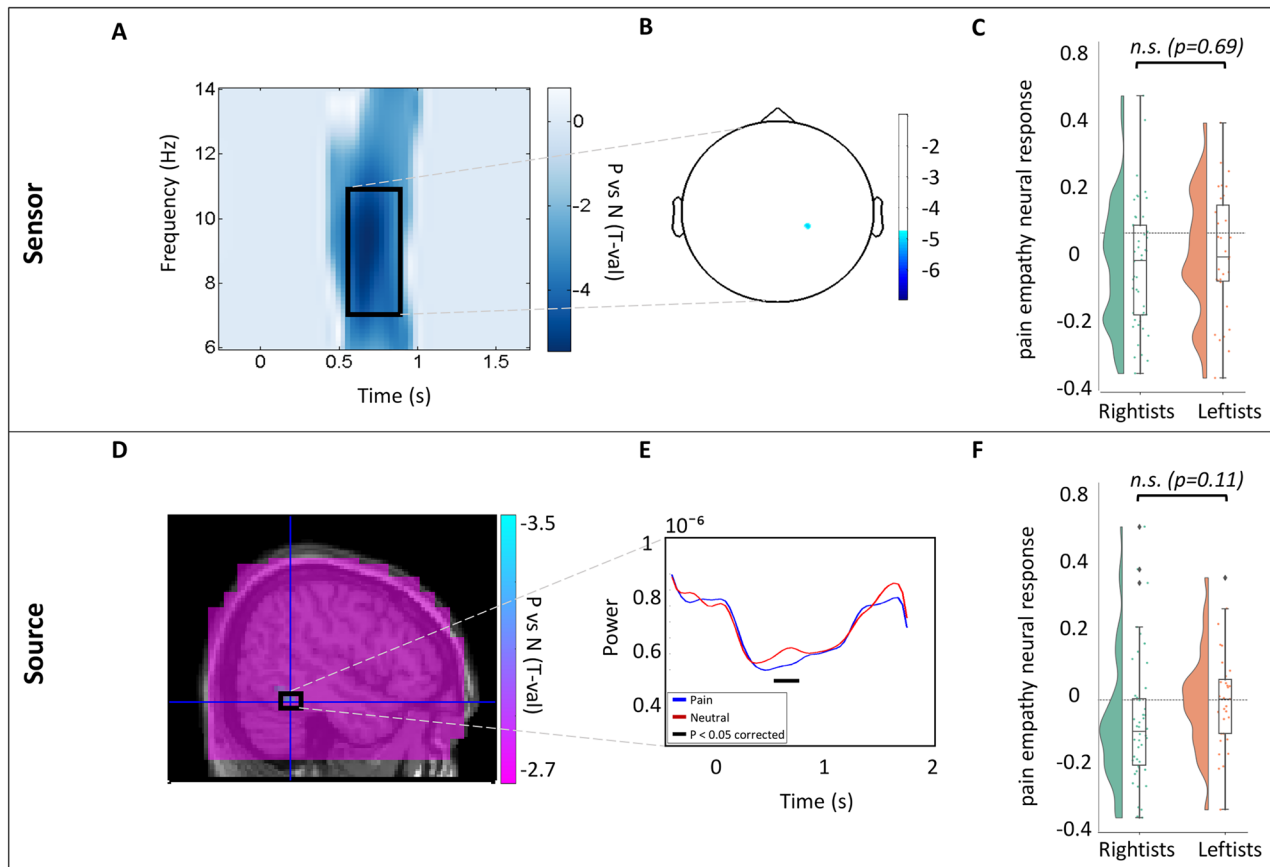 A
B
C
Sensor
14
12
10
8
6
Frequency (Hz)
0
0.5
1
1.5
Time (s)
0
-2
-4
P vs N (T-val)
-2
-3
-4
-5
-6
n.s. (p=0.69)
0.8
0.4
0.2
0
-0.2
-0.4
pain empathy neural response
Rightists
Leftists
D
E
F
Source
-3.5
-2.7
P vs N (T-val)
10⁻⁶
1
0.8
0.6
0.4
Power
Pain
Neutral
P < 0.05 corrected
0
1
2
Time (s)
n.s. (p=0.11)
0.8
0.4
0.2
0
-0.2
-0.4
pain empathy neural response
Rightists
Leftists